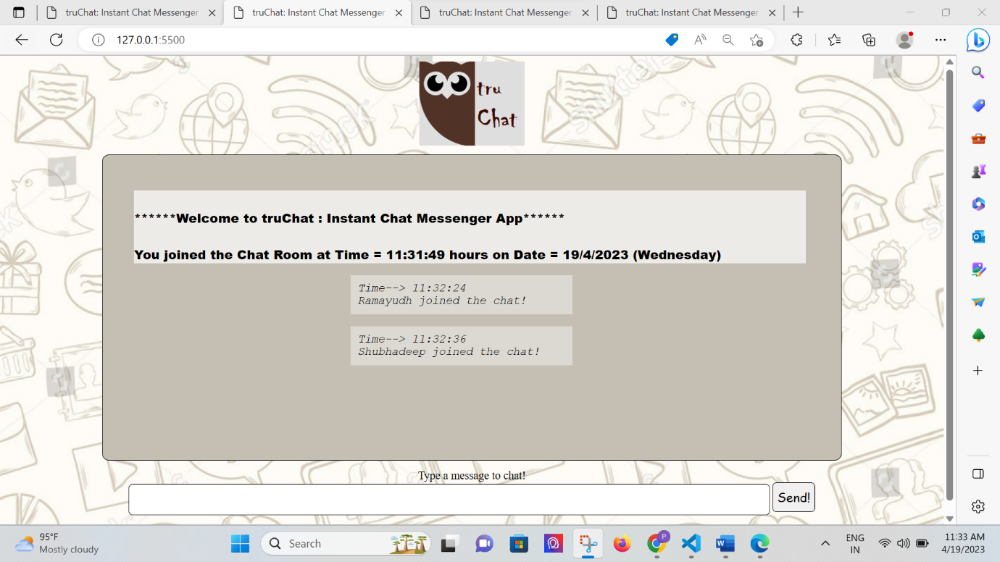 truChat: Instant Chat Messenger
truChat: Instant Chat Messenger
truChat: Instant Chat Messenger
truChat: Instant Chat Messenger
127.0.0.1:5500
tru
Chat
******Welcome to truChat : Instant Chat Messenger App******
You joined the Chat Room at Time = 11:31:49 hours on Date = 19/4/2023 (Wednesday)
Time--> 11:32:24
Ramayudh joined the chat!
Time--> 11:32:36
Shubhadeep joined the chat!
Type a message to chat!
Send!
95°F
Mostly cloudy
Search
P
ENG
IN
11:33 AM
4/19/2023